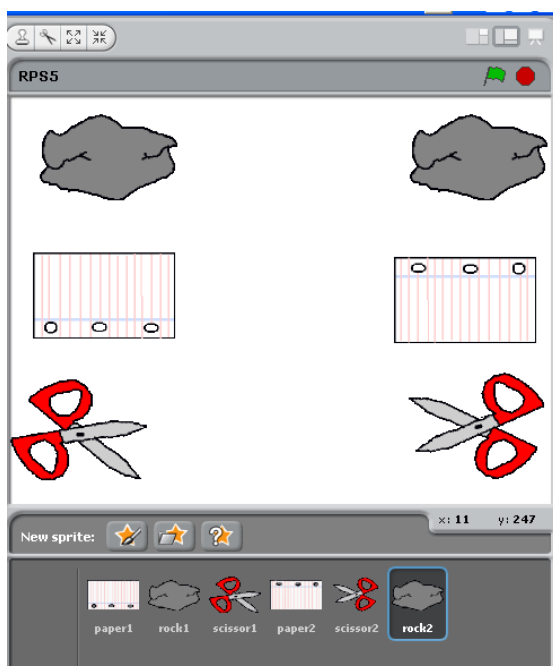 RPS5
x: 11 y: 247
New sprite:
paper1 rock1 scissor1 paper2 scissor2 rock2